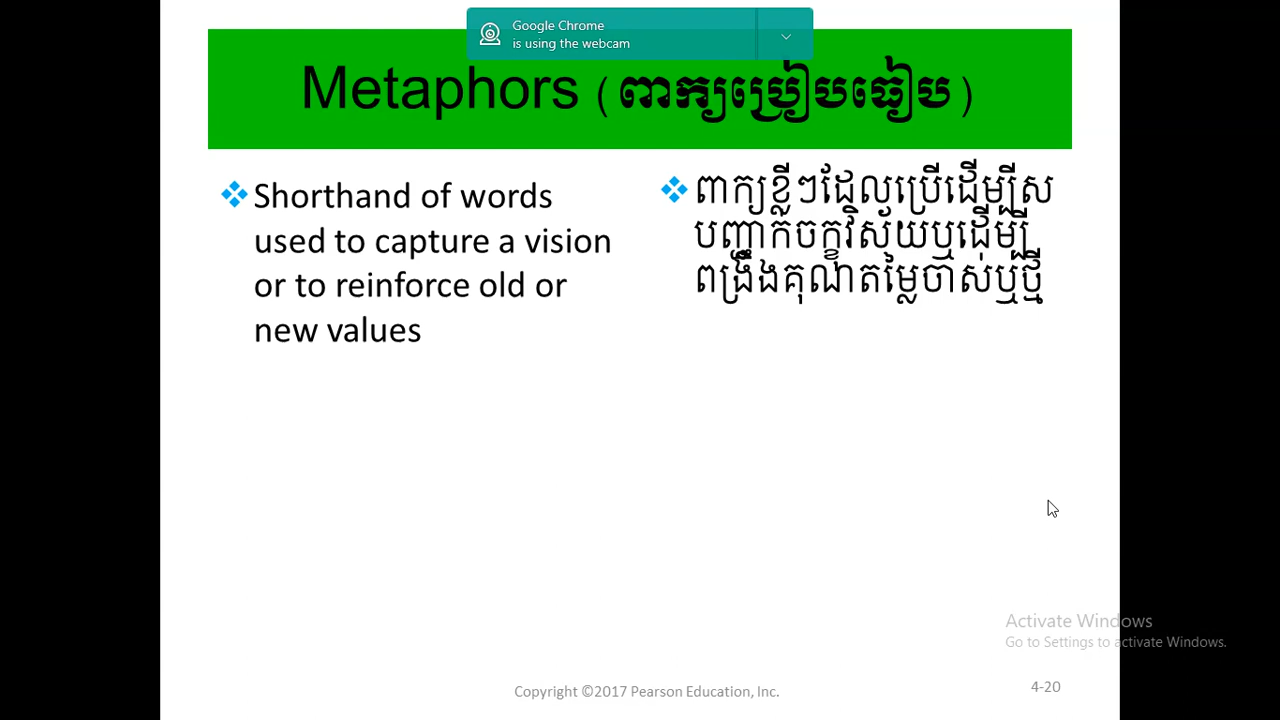 Google Chrome
is using the webcam
Metaphors (ពាក្យប្រៀបធៀប)
Shorthand of words
used to capture a vision
or to reinforce old or
new values
ពាក្យខ្លីៗដែលប្រើដើម្បីស
បញ្ជាក់ចក្ខុវិស័យឬដើម្បី
ពង្រឹងគុណតម្លៃចាស់ឬថ្មី
Activate Windows
Go to Settings to activate Windows.
Copyright ©2017 Pearson Education, Inc.
4-20